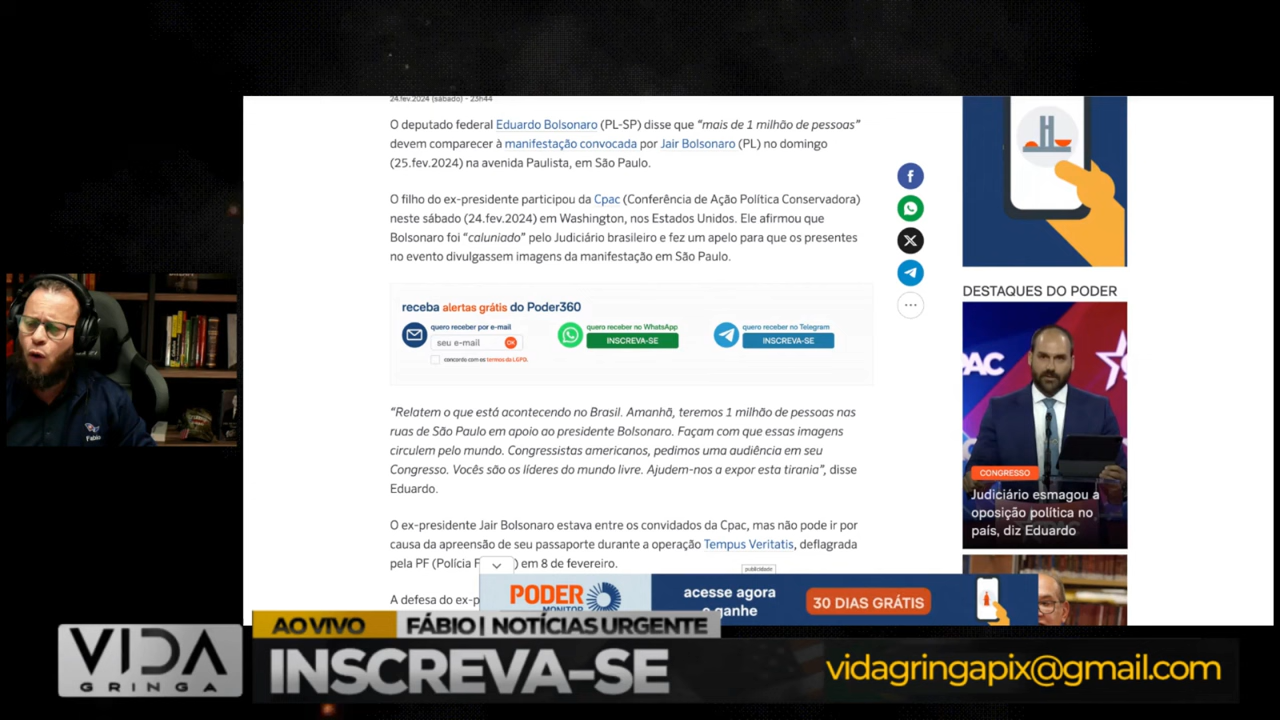 24.fev.2024 (sábado) - 23h44
O deputado federal Eduardo Bolsonaro (PL-SP) disse que “mais de 1 milhão de pessoas”
devem comparecer à manifestação convocada por Jair Bolsonaro (PL) no domingo
(25.fev.2024) na avenida Paulista, em São Paulo.
O filho do ex-presidente participou da Cpac (Conferência de Ação Política Conservadora)
neste sábado (24.fev.2024) em Washington, nos Estados Unidos. Ele afirmou que
Bolsonaro foi “caluniado” pelo Judiciário brasileiro e fez um apelo para que os presentes
no evento divulgassem imagens da manifestação em São Paulo.
receba alertas grátis do Poder360
quero receber por e-mail
seu e-mail
OK
concordo com os termos da LGPD.
quero receber no WhatsApp
INSCREVA-SE
quero receber no Telegram
INSCREVA-SE
“Relatem o que está acontecendo no Brasil. Amanhã, teremos 1 milhão de pessoas nas
ruas de São Paulo em apoio ao presidente Bolsonaro. Façam com que essas imagens
circulem pelo mundo. Congressistas americanos, pedimos uma audiência em seu
Congresso. Vocês são os líderes do mundo livre. Ajudem-nos a expor esta tirania”, disse
Eduardo.
O ex-presidente Jair Bolsonaro estava entre os convidados da Cpac, mas não pode ir por
causa da apreensão de seu passaporte durante a operação Tempus Veritatis, deflagrada
pela PF (Polícia F) em 8 de fevereiro.
A defesa do ex-p
DESTAQUES DO PODER
PAC
CONGRESSO
Judiciário esmagou a
oposição política no
país, diz Eduardo
publicidade
PODER
MONITOR
acesse agora
e ganhe
30 DIAS GRÁTIS
Fábio
AO VIVO
FÁBIO | NOTÍCIAS URGENTE
VIDA
GRINGA
INSCREVA-SE
vidagringapix@gmail.com